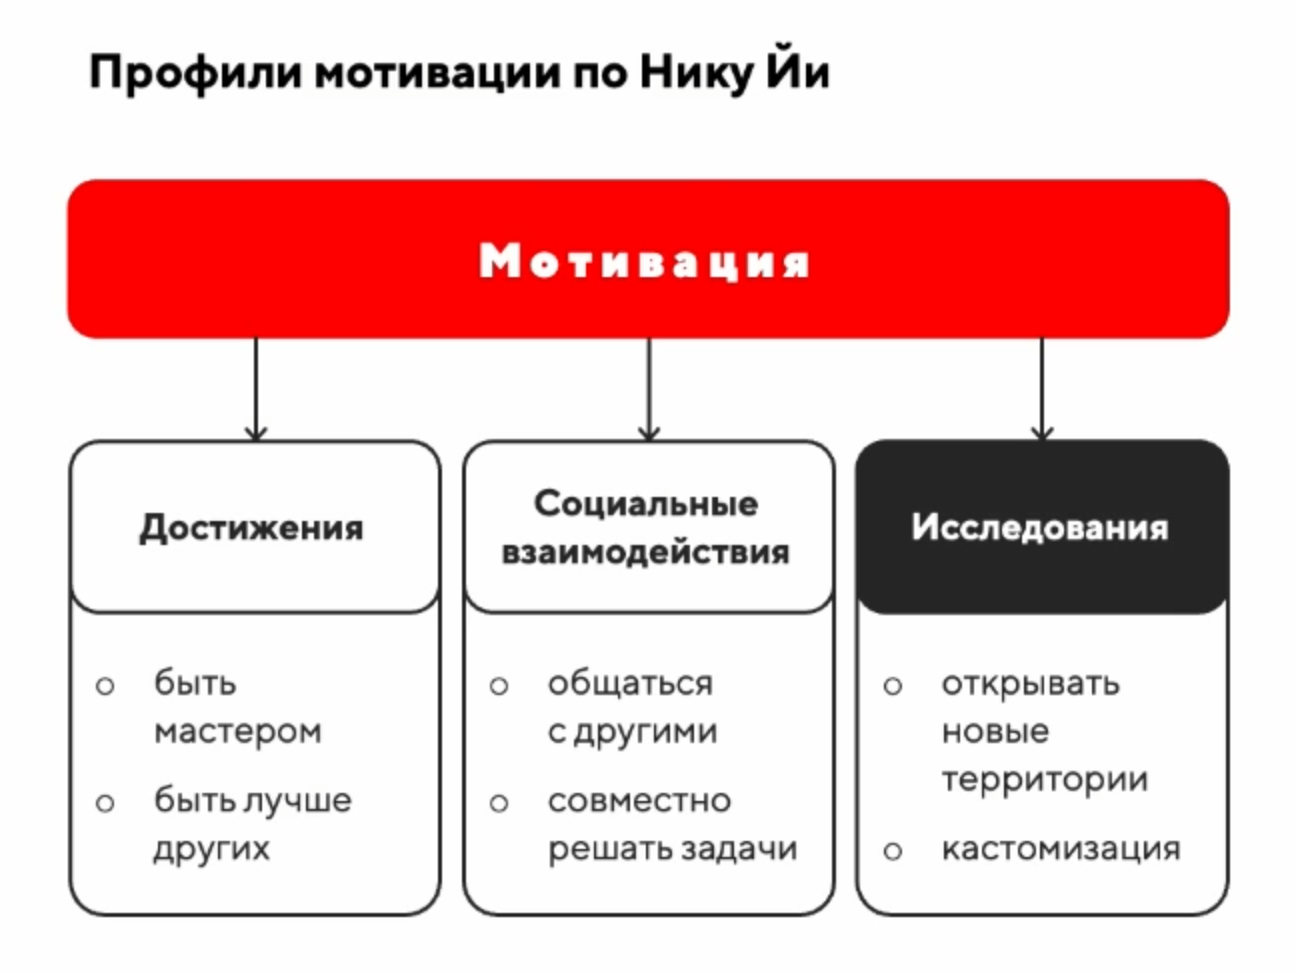 Профили мотивации по Нику Йи
Мотивация
Достижения
быть
мастером
быть лучше
других
Социальные
взаимодействия
общаться
с другими
совместно
решать задачи
Исследования
открывать
новые
территории
кастомизация